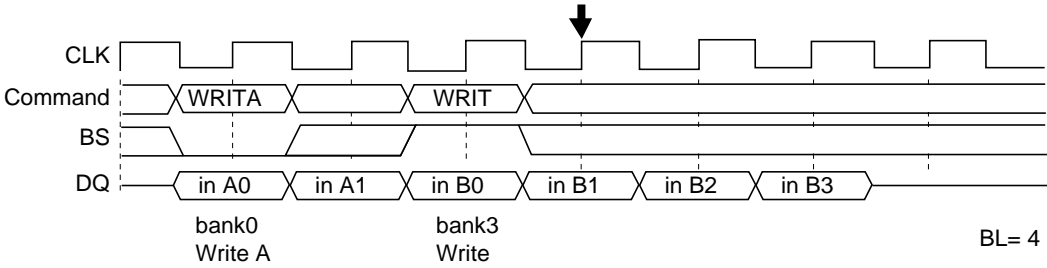 CLK
Command WRITA WRIT
BS
DQ in A0 in A1 in B0 in B1 in B2 in B3
bank0 bank3
Write A Write
BL= 4